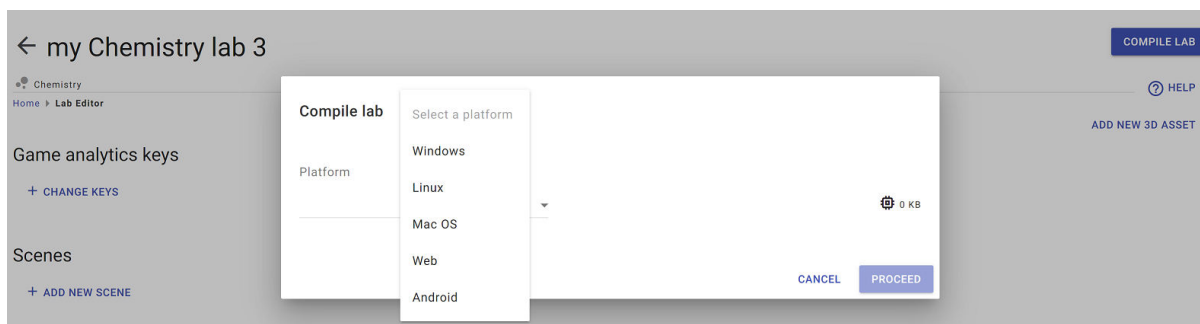 my Chemistry lab 3
COMPILE LAB
Chemistry
HELP
Home Lab Editor
ADD NEW 3D ASSET
Game analytics keys
+ CHANGE KEYS
Scenes
+ ADD NEW SCENE
Compile lab
Select a platform
Windows
Linux
Mac OS
Web
Android
Platform
0 KB
CANCEL
PROCEED